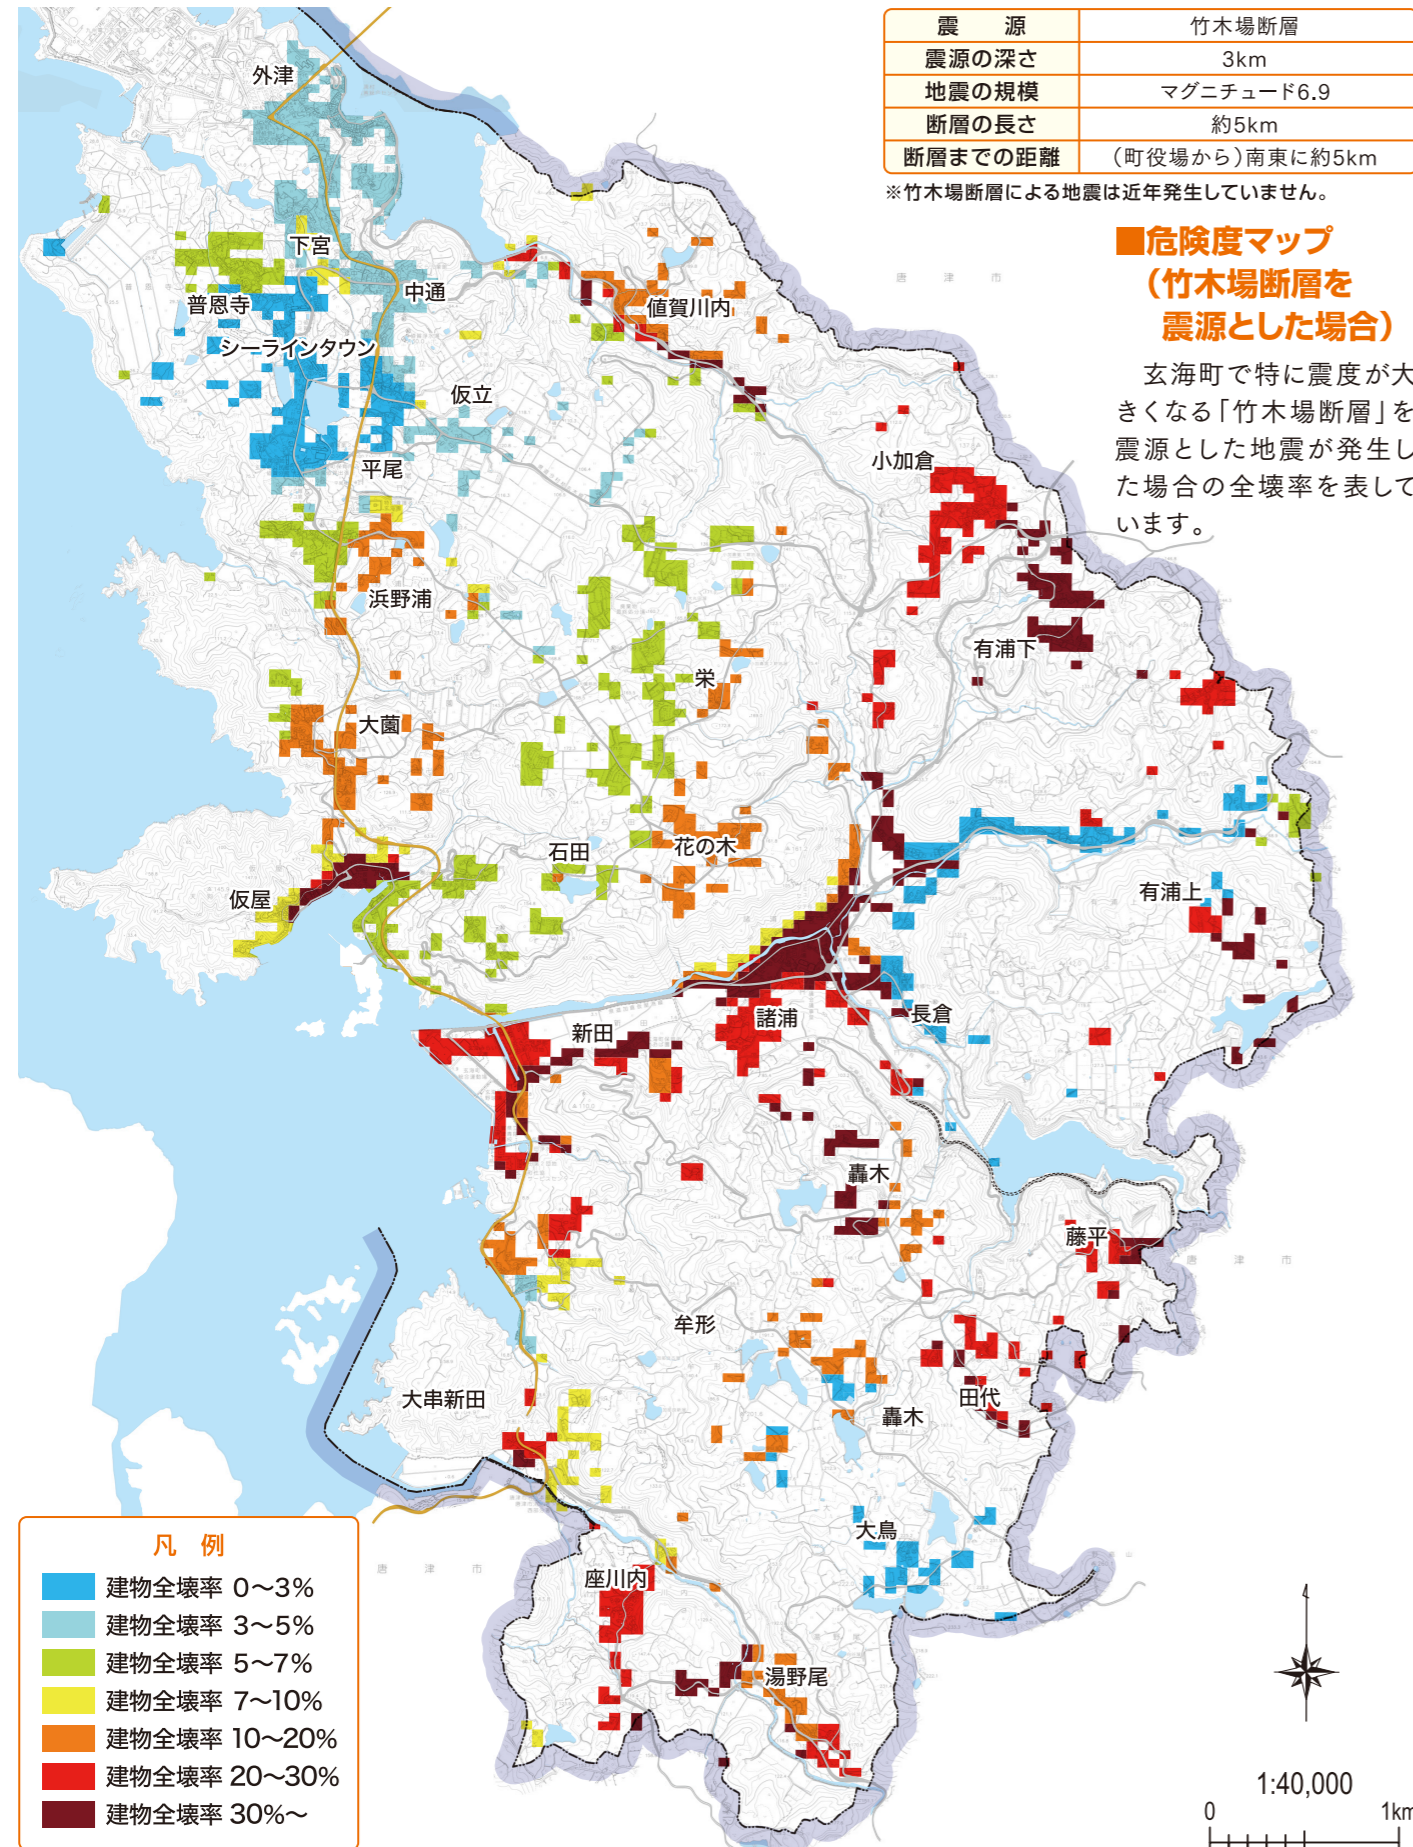 震　源　竹木場断層
震源の深さ　3km
地震の規模　マグニチュード6.9
断層の長さ　約5km
断層までの距離　（町役場から）南東に約5km
※竹木場断層による地震は近年発生していません。
■危険度マップ
（竹木場断層を
震源とした場合）
玄海町で特に震度が大
きくなる「竹木場断層」を
震源とした地震が発生し
た場合の全壊率を表して
います。
外津
下宮
中通
普恩寺
シーラインタウン
値賀川内
唐津市
仮立
平尾
小加倉
浜野浦
有浦下
栄
大薗
石田
花の木
仮屋
有浦上
諸浦
長倉
新田
轟木
藤平
唐津市
牟形
大串新田
轟木
田代
大鳥
唐津市
座川内
湯野尾
凡例
建物全壊率 0～3%
建物全壊率 3～5%
建物全壊率 5～7%
建物全壊率 7～10%
建物全壊率 10～20%
建物全壊率 20～30%
建物全壊率 30%～
1:40,000
0　1km